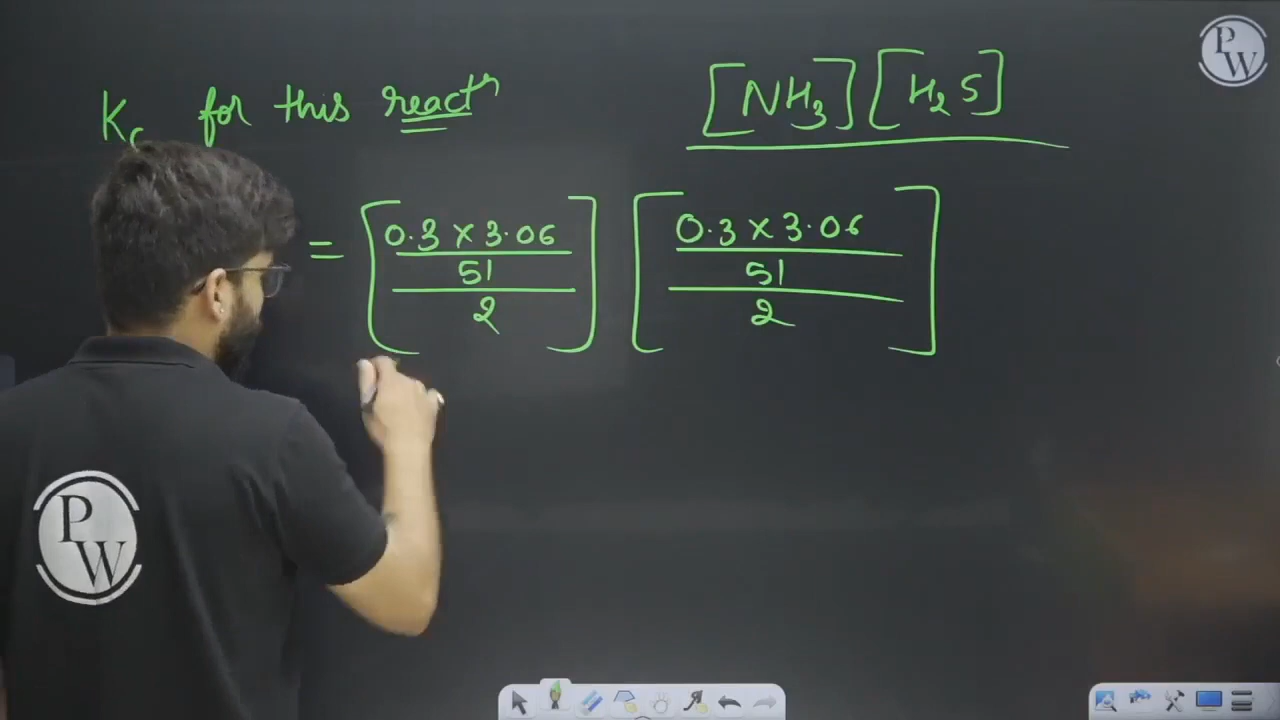 PW
Kc for this reactn
[NH3] [H2S]
= [0.3 × 3.06 / 51 / 2] [0.3 × 3.06 / 51 / 2]
PW